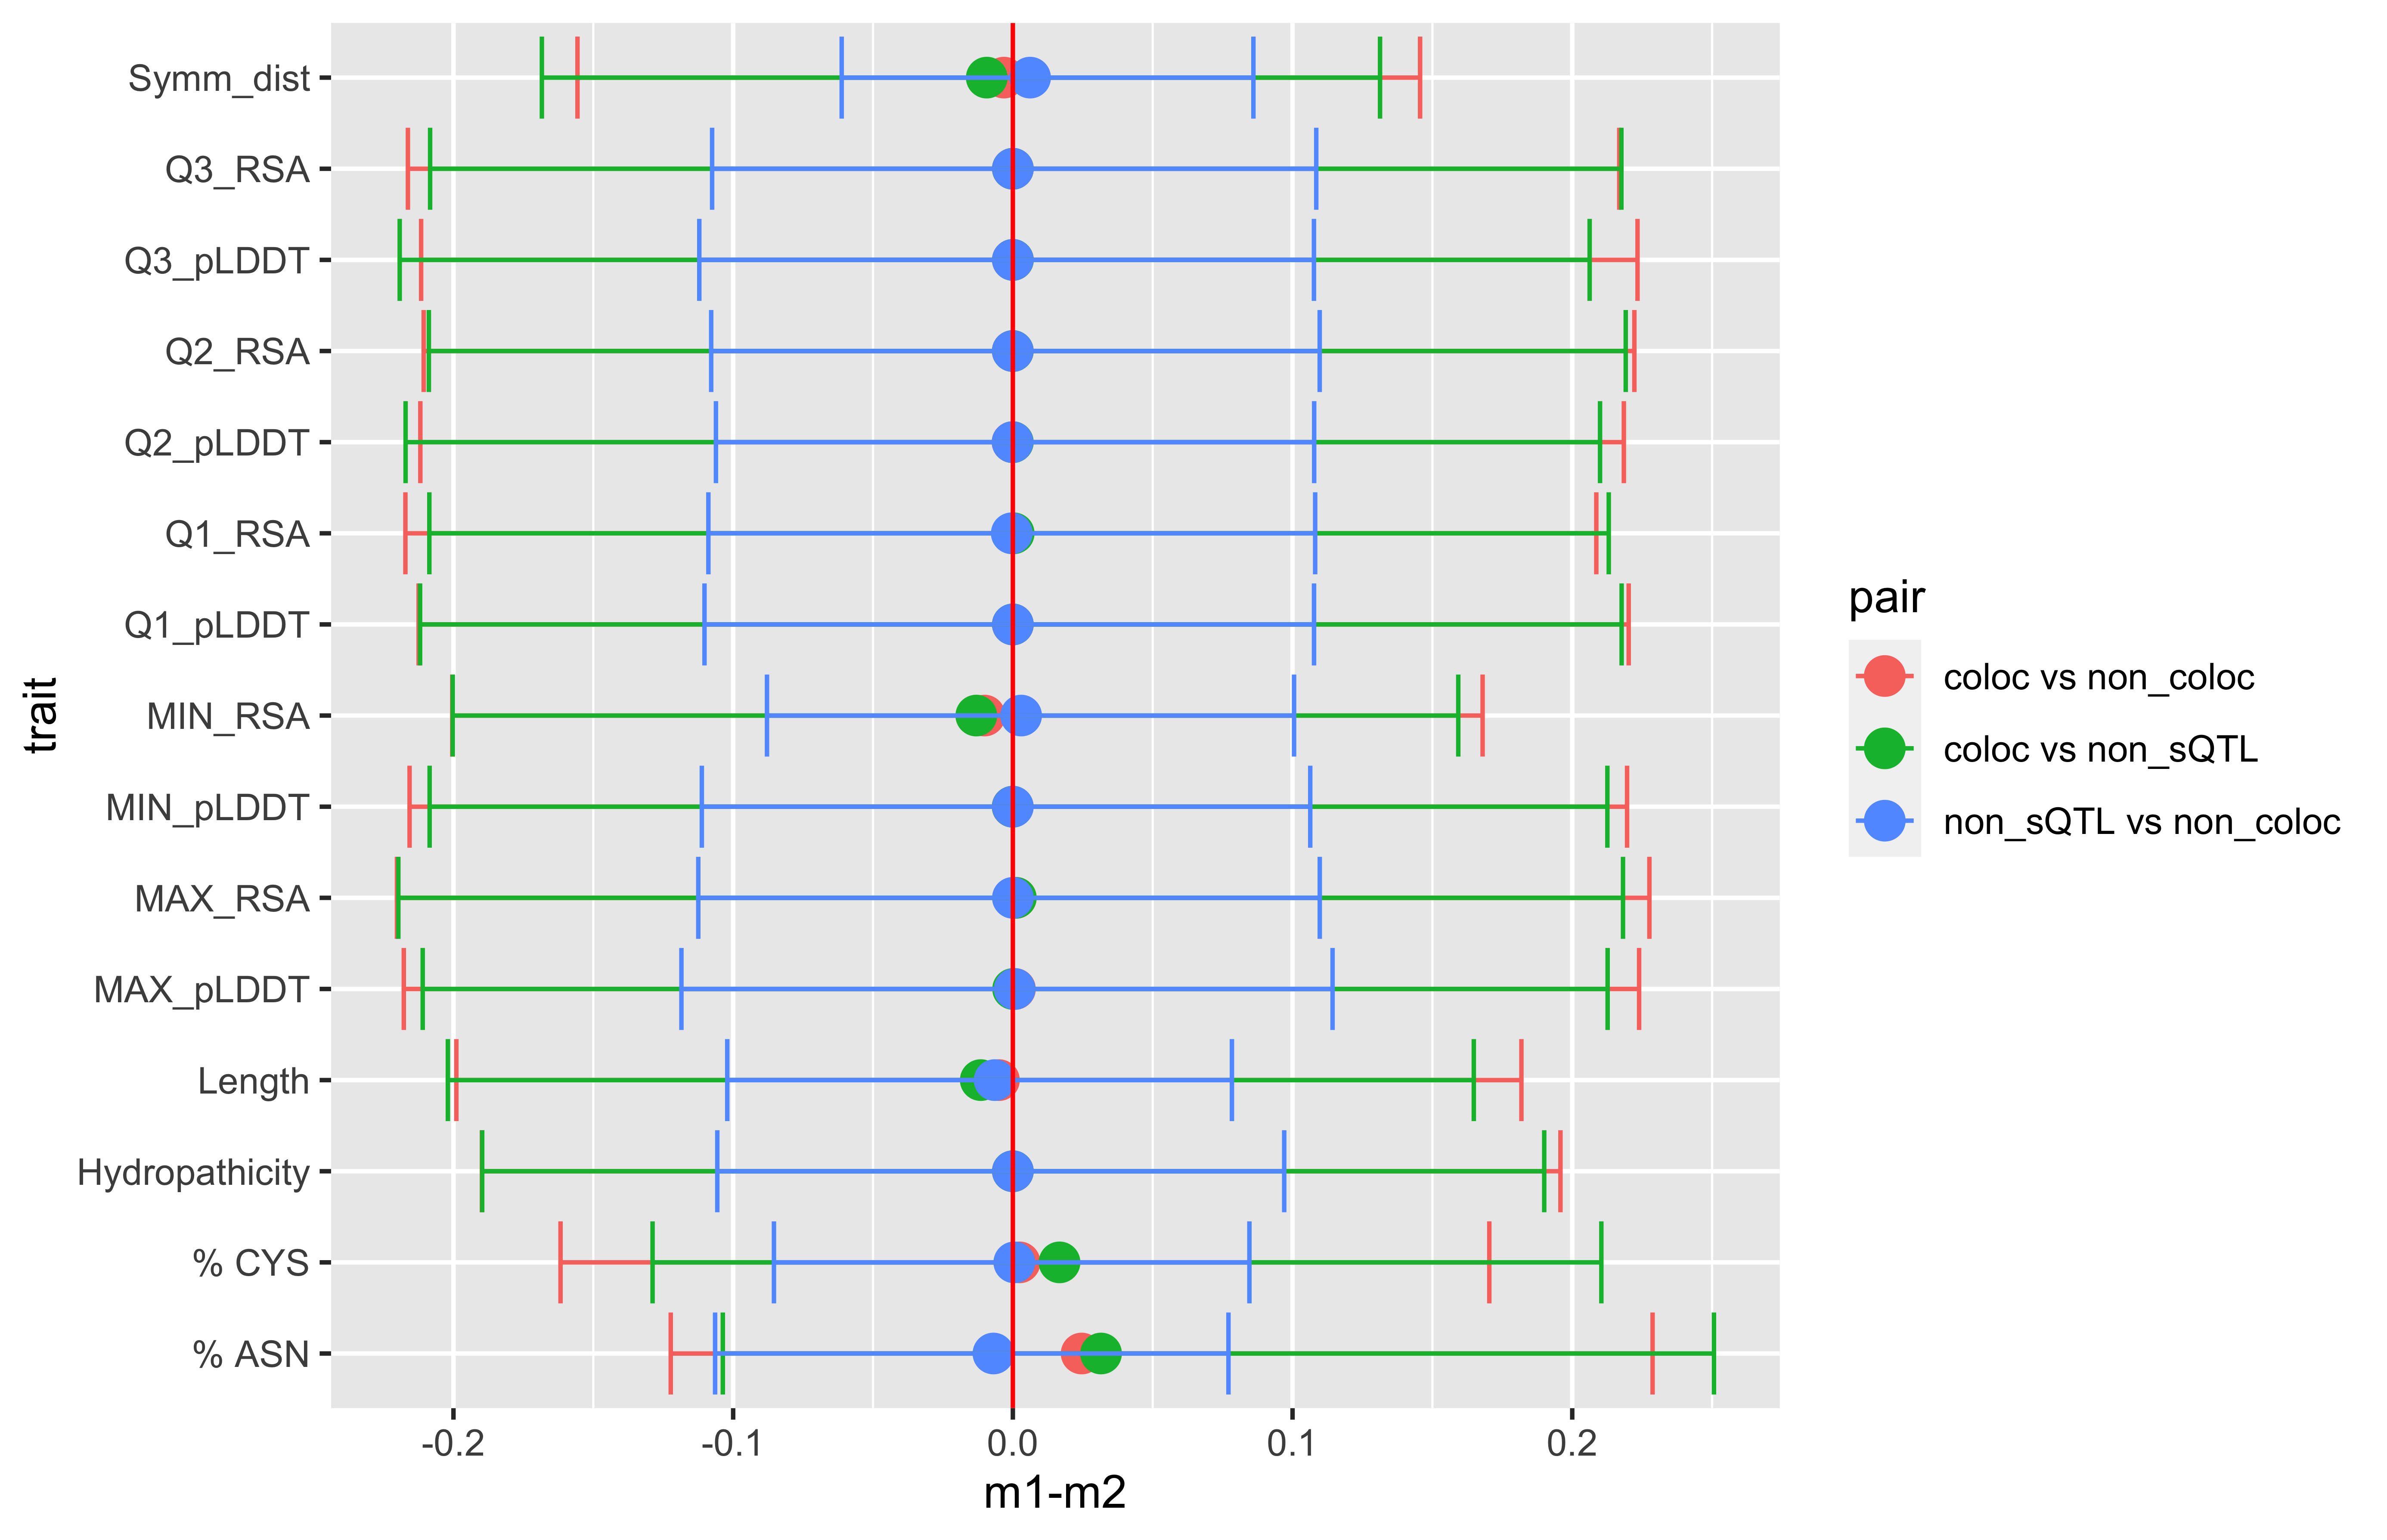 trait
Symm_dist
Q3_RSA
Q3_pLDDT
Q2_RSA
Q2_pLDDT
Q1_RSA
Q1_pLDDT
MIN_RSA
MIN_pLDDT
MAX_RSA
MAX_pLDDT
Length
Hydropathicity
% CYS
% ASN
-0.2
-0.1
0.0
0.1
0.2
m1-m2
pair
coloc vs non_coloc
coloc vs non_sQTL
non_sQTL vs non_coloc